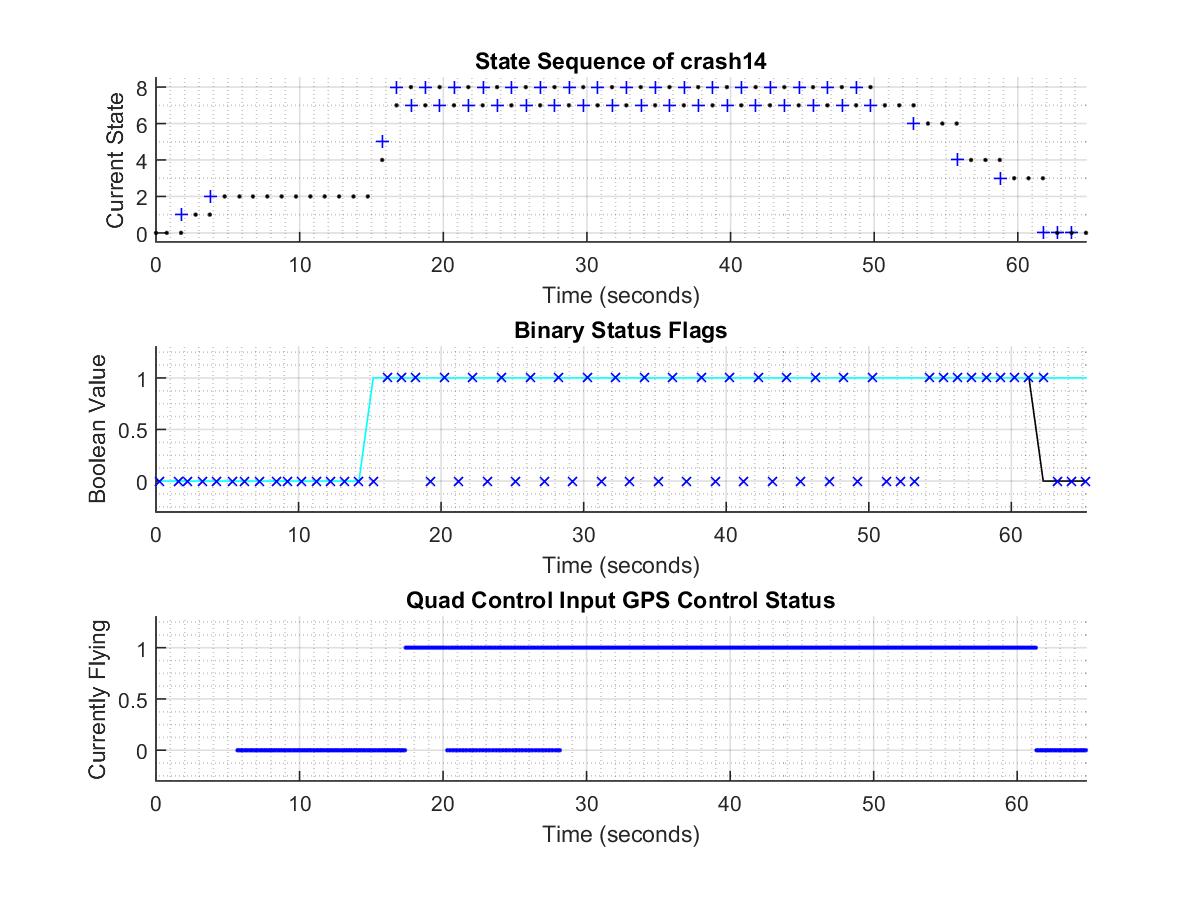 State Sequence of crash14
Current State
8
6
4
2
0
0 10 20 30 40 50 60
Time (seconds)
Binary Status Flags
Boolean Value
1
0.5
0
0 10 20 30 40 50 60
Time (seconds)
Quad Control Input GPS Control Status
Currently Flying
1
0.5
0
0 10 20 30 40 50 60
Time (seconds)